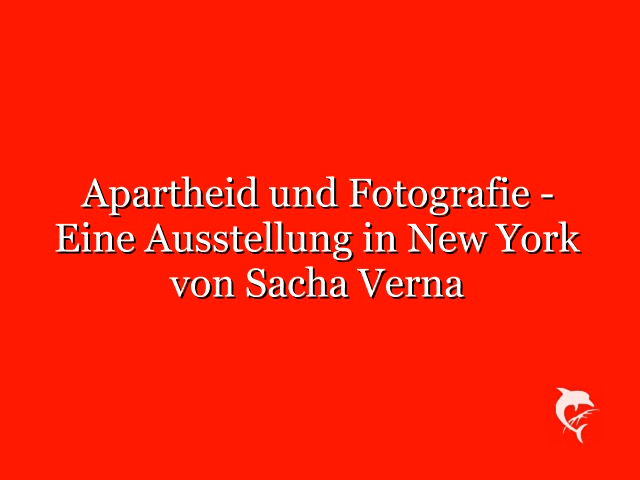 Apartheid und Fotografie -
Eine Ausstellung in New York
von Sacha Verna